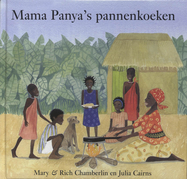 Mama Panya's pannenkoeken
Mary & Rich Chamberlin en Julia Cairns